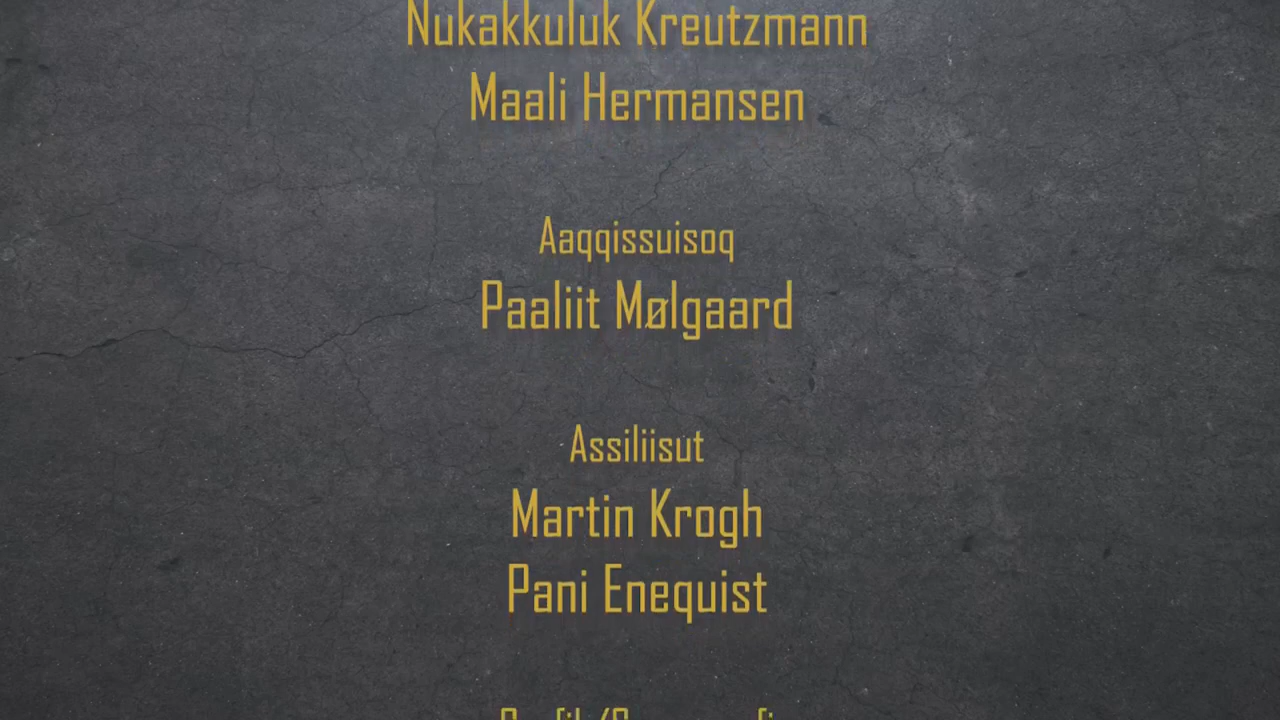 Nukakkuluk Kreutzmann
Maali Hermansen
Aaqqissuisoq
Paaliit Mølgaard
Assiliisut
Martin Krogh
Pani Enequist